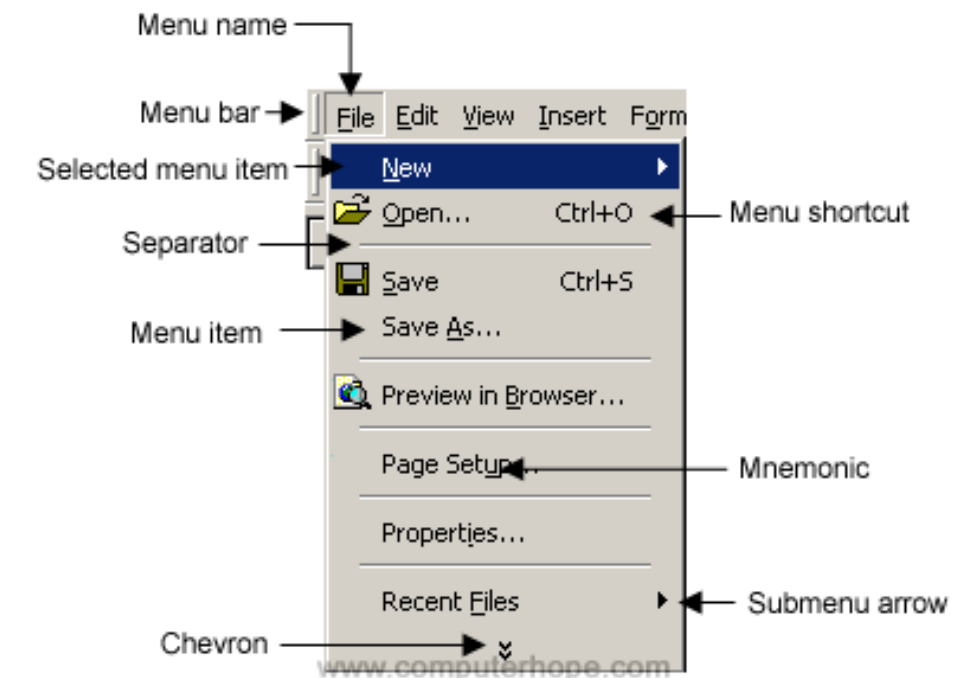 Menu name
Menu bar
File Edit View Insert Form
Selected menu item
New
Open... Ctrl+O
Menu shortcut
Separator
Save Ctrl+S
Menu item
Save As...
Preview in Browser...
Page Setup...
Mnemonic
Properties...
Recent Files
Submenu arrow
Chevron
www.computerhope.com